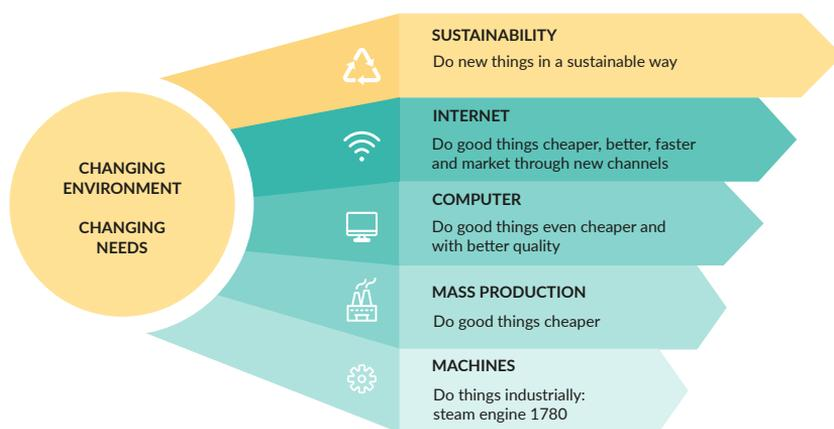 CHANGING
ENVIRONMENT
CHANGING
NEEDS
SUSTAINABILITY
Do new things in a sustainable way
INTERNET
Do good things cheaper, better, faster
and market through new channels
COMPUTER
Do good things even cheaper and
with better quality
MASS PRODUCTION
Do good things cheaper
MACHINES
Do things industrially:
steam engine 1780